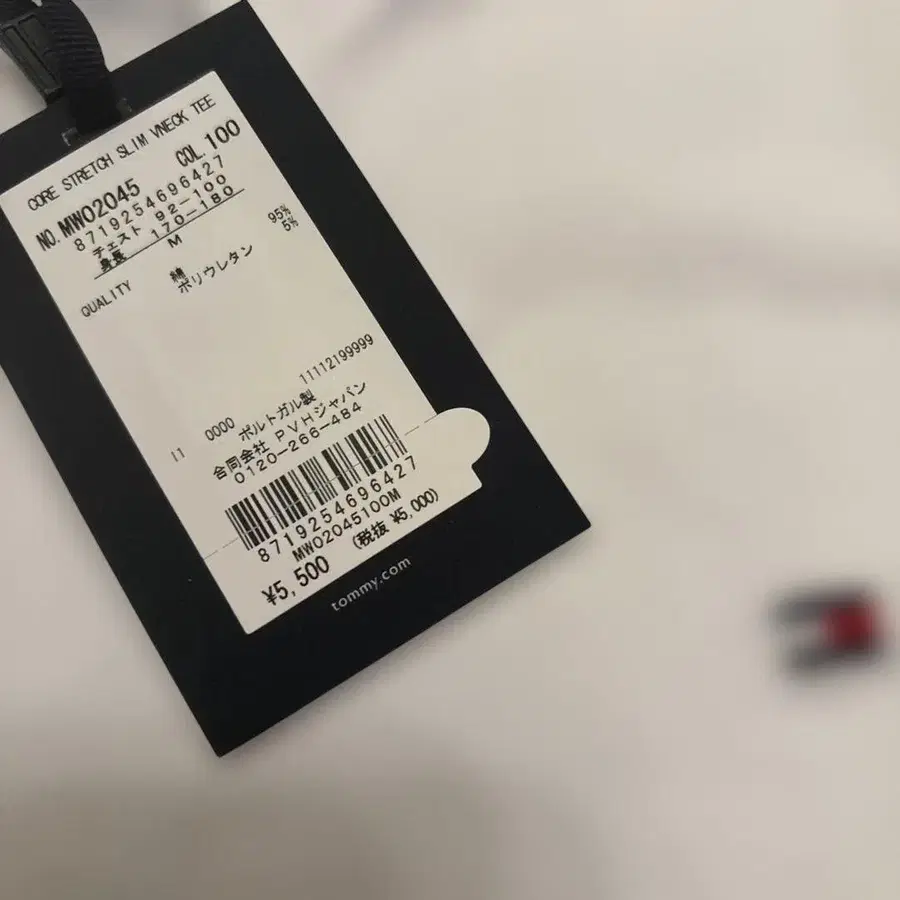 CORE STRETCH SLIM VNECK TEE
NO.MW02045 COL.100
8719254696427
チェスト 92-100
身長 170-180
M
QUALITY 綿 95%
ポリウレタン 5%
11112199999
11 0000 ポルトガル製
合同会社 PVHジャパン
0120-266-484
8719254696427
MW02045100M
¥5,500 (税抜 ¥5,000)
tommy.com